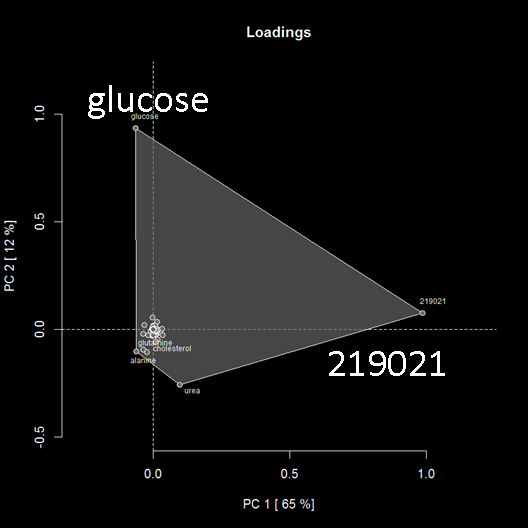 Loadings
glucose
glucose
1.0
0.5
0.0
-0.5
PC 2 [ 12 %]
219021
219021
glutamine
cholesterol
alanine
urea
0.0
0.5
1.0
PC 1 [ 65 %]